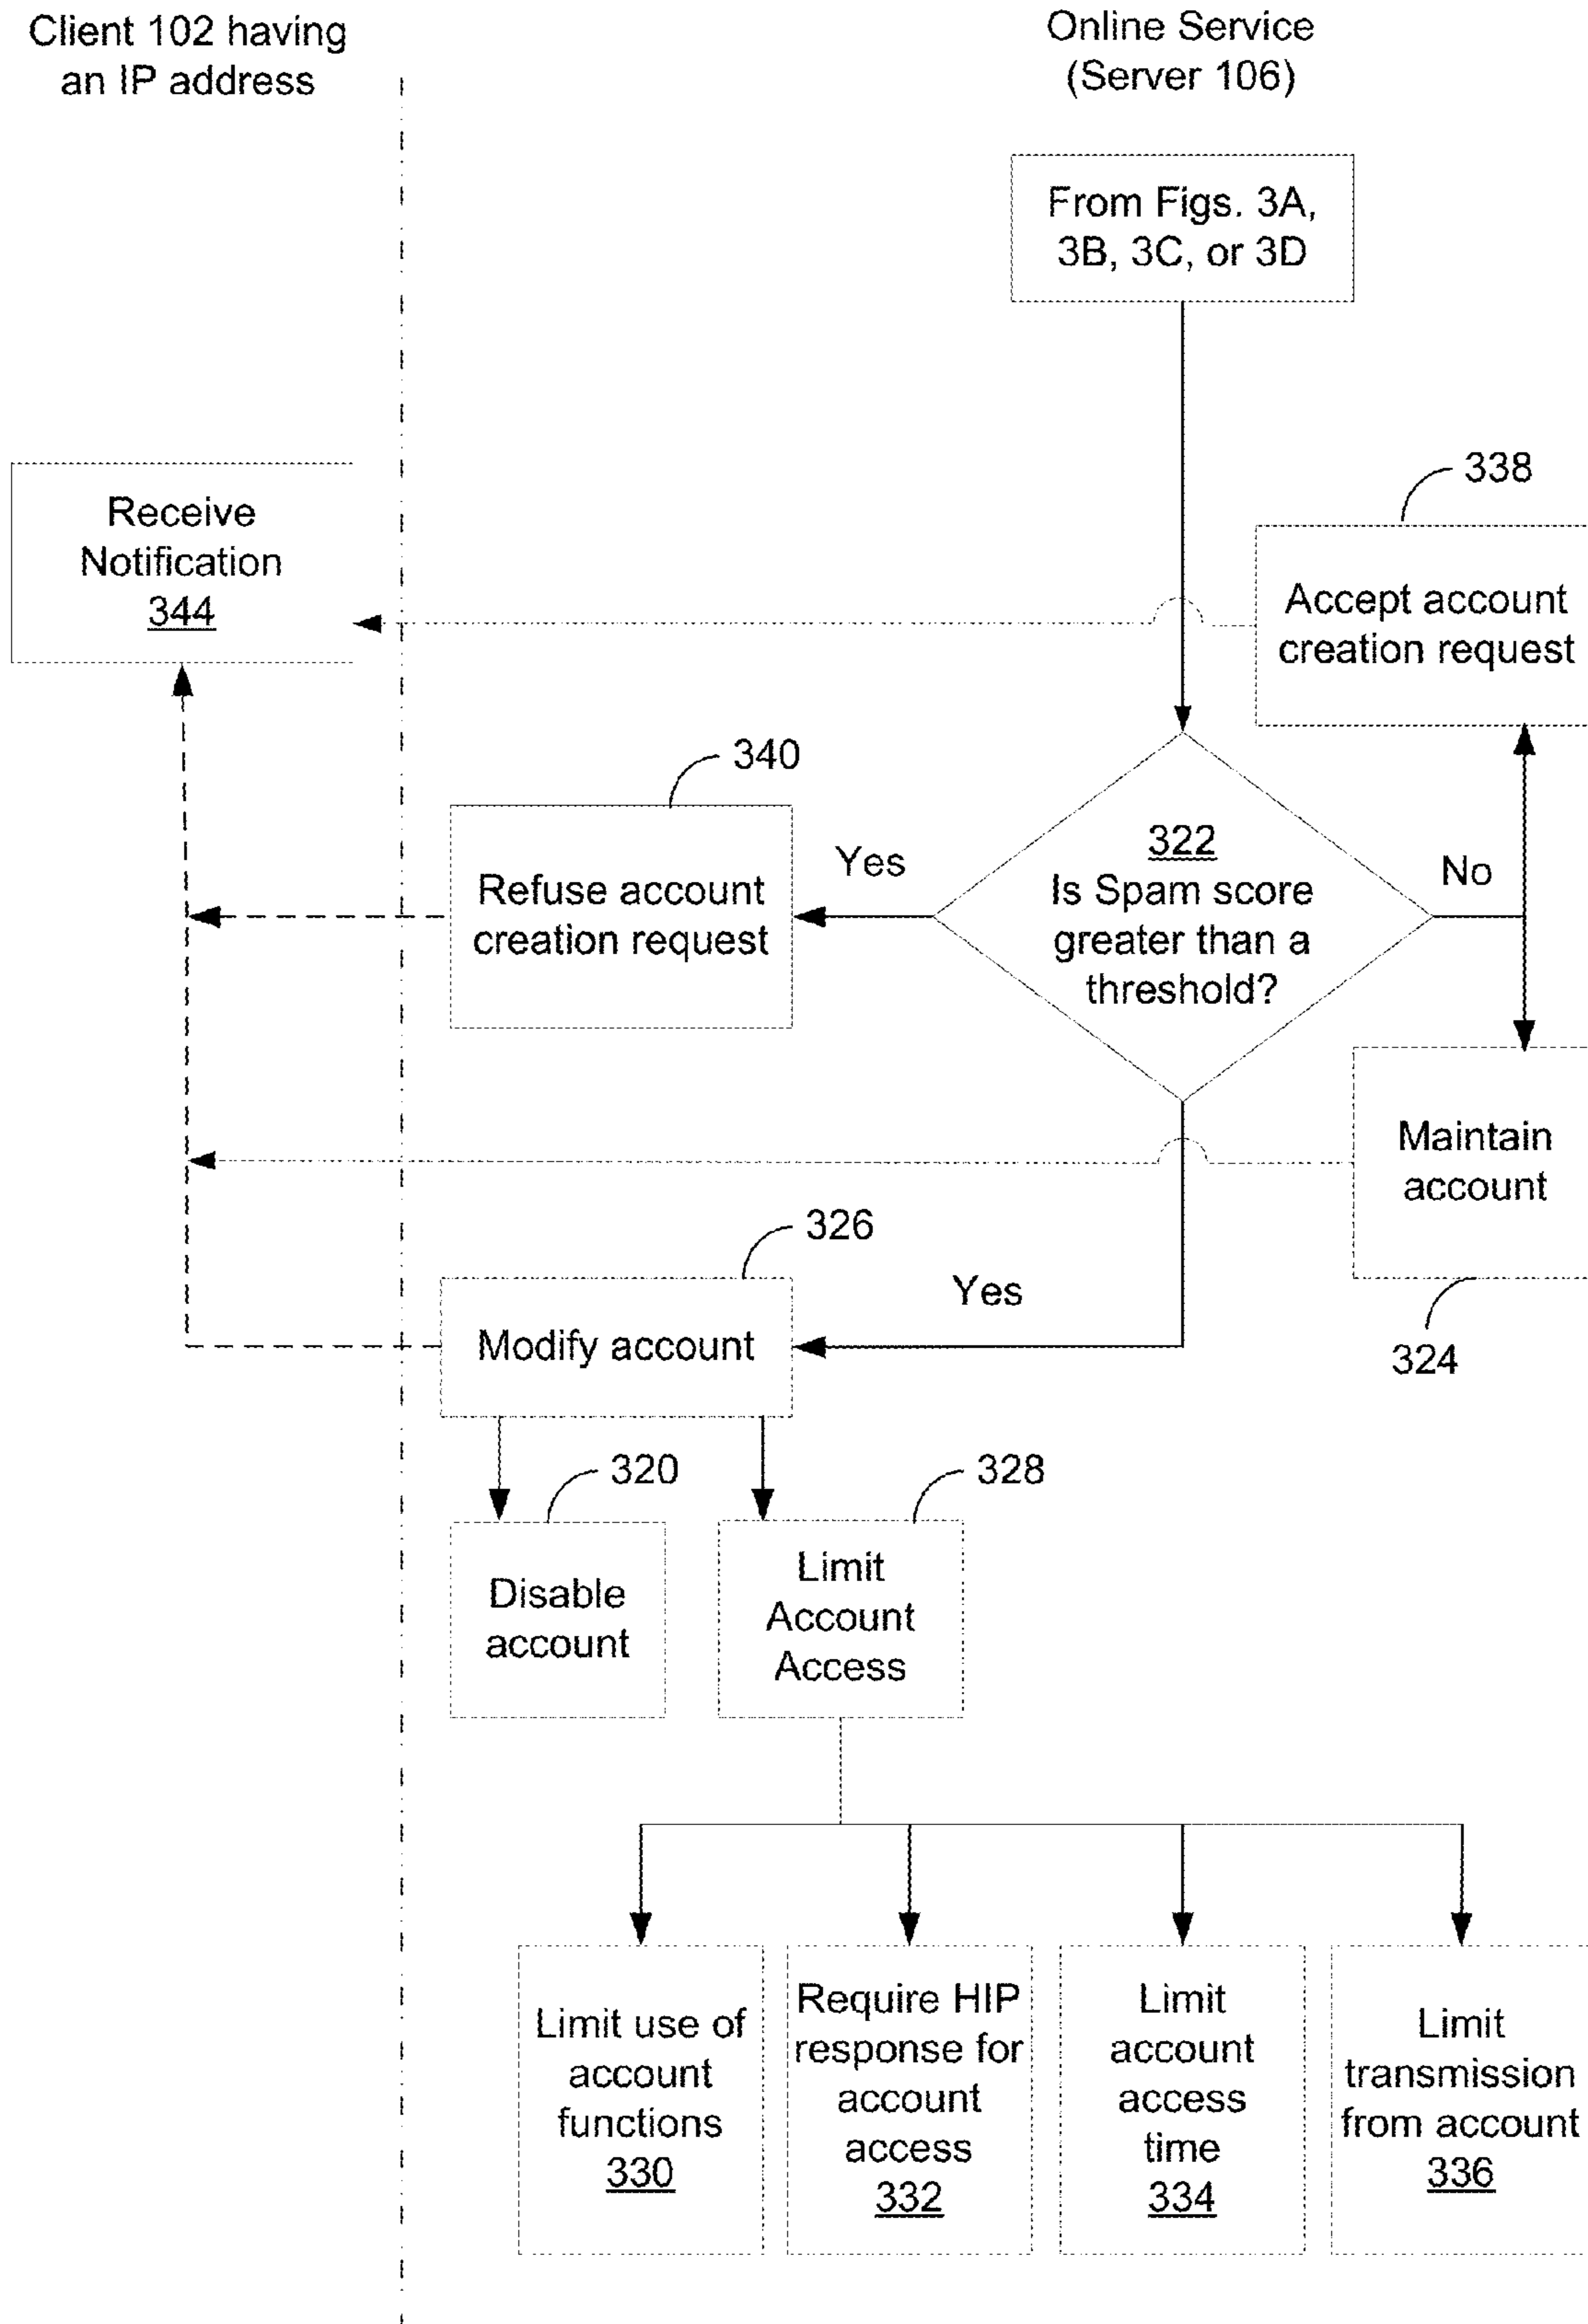 Client 102 having
an IP address
Online Service
(Server 106)
From Figs. 3A,
3B, 3C, or 3D
338
Receive
Notification
344
Accept account
creation request
340
Refuse account
creation request
Yes
322
Is Spam score
greater than a
threshold?
No
Maintain
account
324
326
Modify account
Yes
320
328
Disable
account
Limit
Account
Access
Limit use of
account
functions
330
Require HIP
response for
account
access
332
Limit
account
access
time
334
Limit
transmission
from account
336